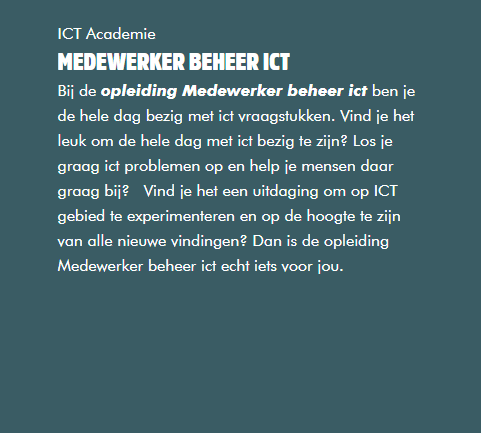 ICT Academie
MEDEWERKER BEHEER ICT
Bij de opleiding Medewerker beheer ict ben je
de hele dag bezig met ict vraagstukken. Vind je het
leuk om de hele dag met ict bezig te zijn? Los je
graag ict problemen op en help je mensen daar
graag bij?   Vind je het een uitdaging om op ICT
gebied te experimenteren en op de hoogte te zijn
van alle nieuwe vindingen? Dan is de opleiding
Medewerker beheer ict echt iets voor jou.